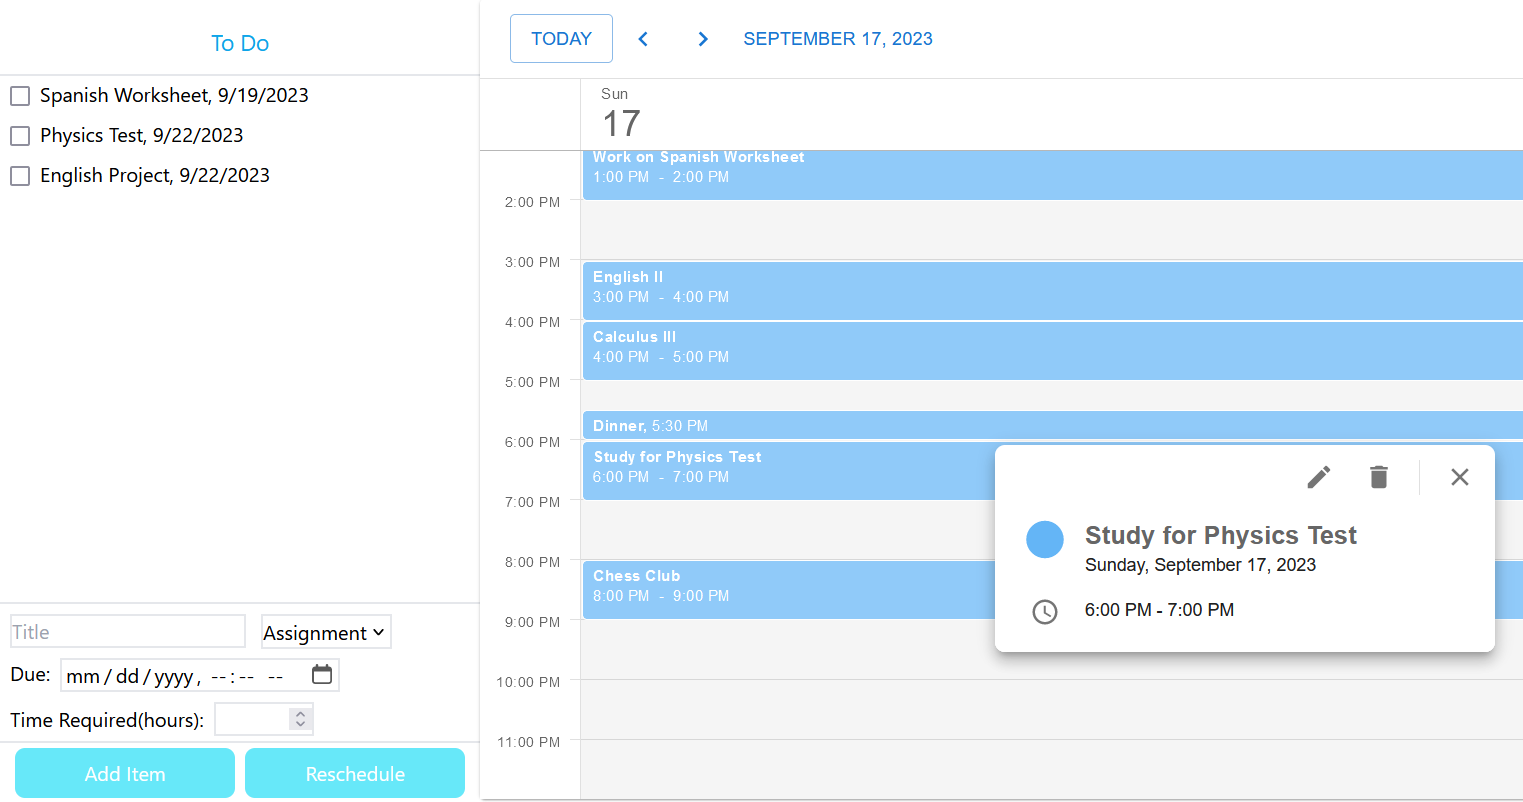 To Do
Spanish Worksheet, 9/19/2023
Physics Test, 9/22/2023
English Project, 9/22/2023
Title
Assignment
Due: mm/dd/yyyy, --:-- --
Time Required(hours):
Add Item
Reschedule
TODAY
SEPTEMBER 17, 2023
Sun
17
Work on Spanish Worksheet
1:00 PM - 2:00 PM
2:00 PM
3:00 PM
English II
3:00 PM - 4:00 PM
4:00 PM
Calculus III
4:00 PM - 5:00 PM
5:00 PM
Dinner, 5:30 PM
6:00 PM
Study for Physics Test
6:00 PM - 7:00 PM
7:00 PM
8:00 PM
Chess Club
8:00 PM - 9:00 PM
9:00 PM
10:00 PM
11:00 PM
Study for Physics Test
Sunday, September 17, 2023
6:00 PM - 7:00 PM